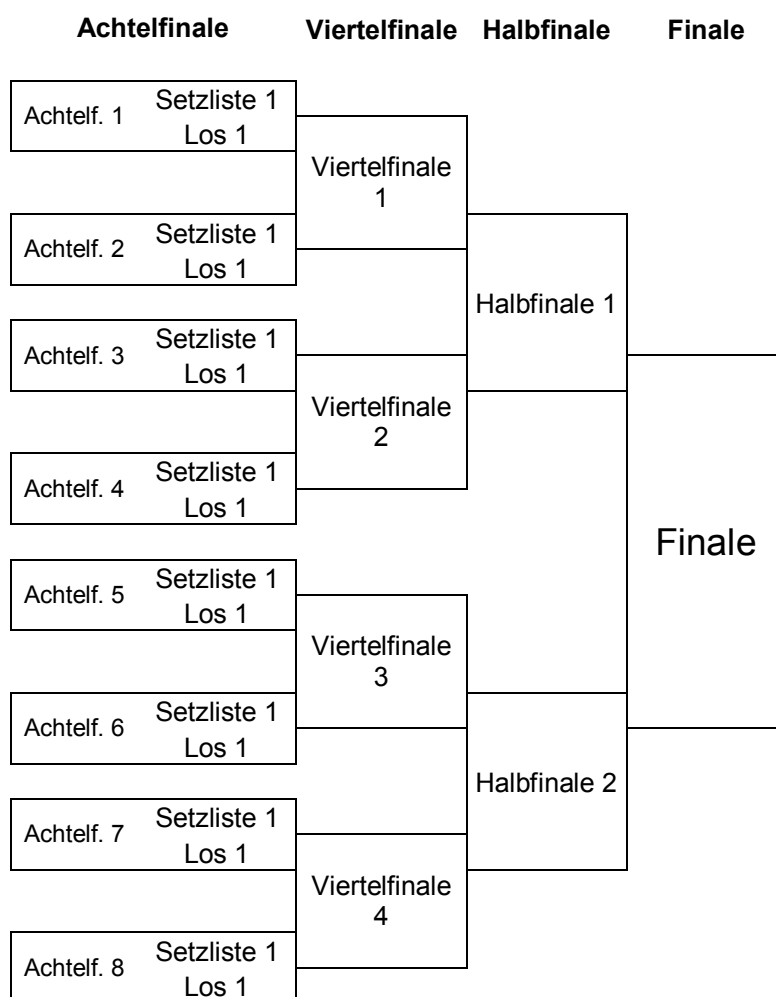 Achtelfinale Viertelfinale Halbfinale Finale
Achtelf. 1 Setzliste 1
Los 1
Viertelfinale
1
Achtelf. 2 Setzliste 1
Los 1
Halbfinale 1
Achtelf. 3 Setzliste 1
Los 1
Viertelfinale
2
Achtelf. 4 Setzliste 1
Los 1
Finale
Achtelf. 5 Setzliste 1
Los 1
Viertelfinale
3
Achtelf. 6 Setzliste 1
Los 1
Halbfinale 2
Achtelf. 7 Setzliste 1
Los 1
Viertelfinale
4
Achtelf. 8 Setzliste 1
Los 1